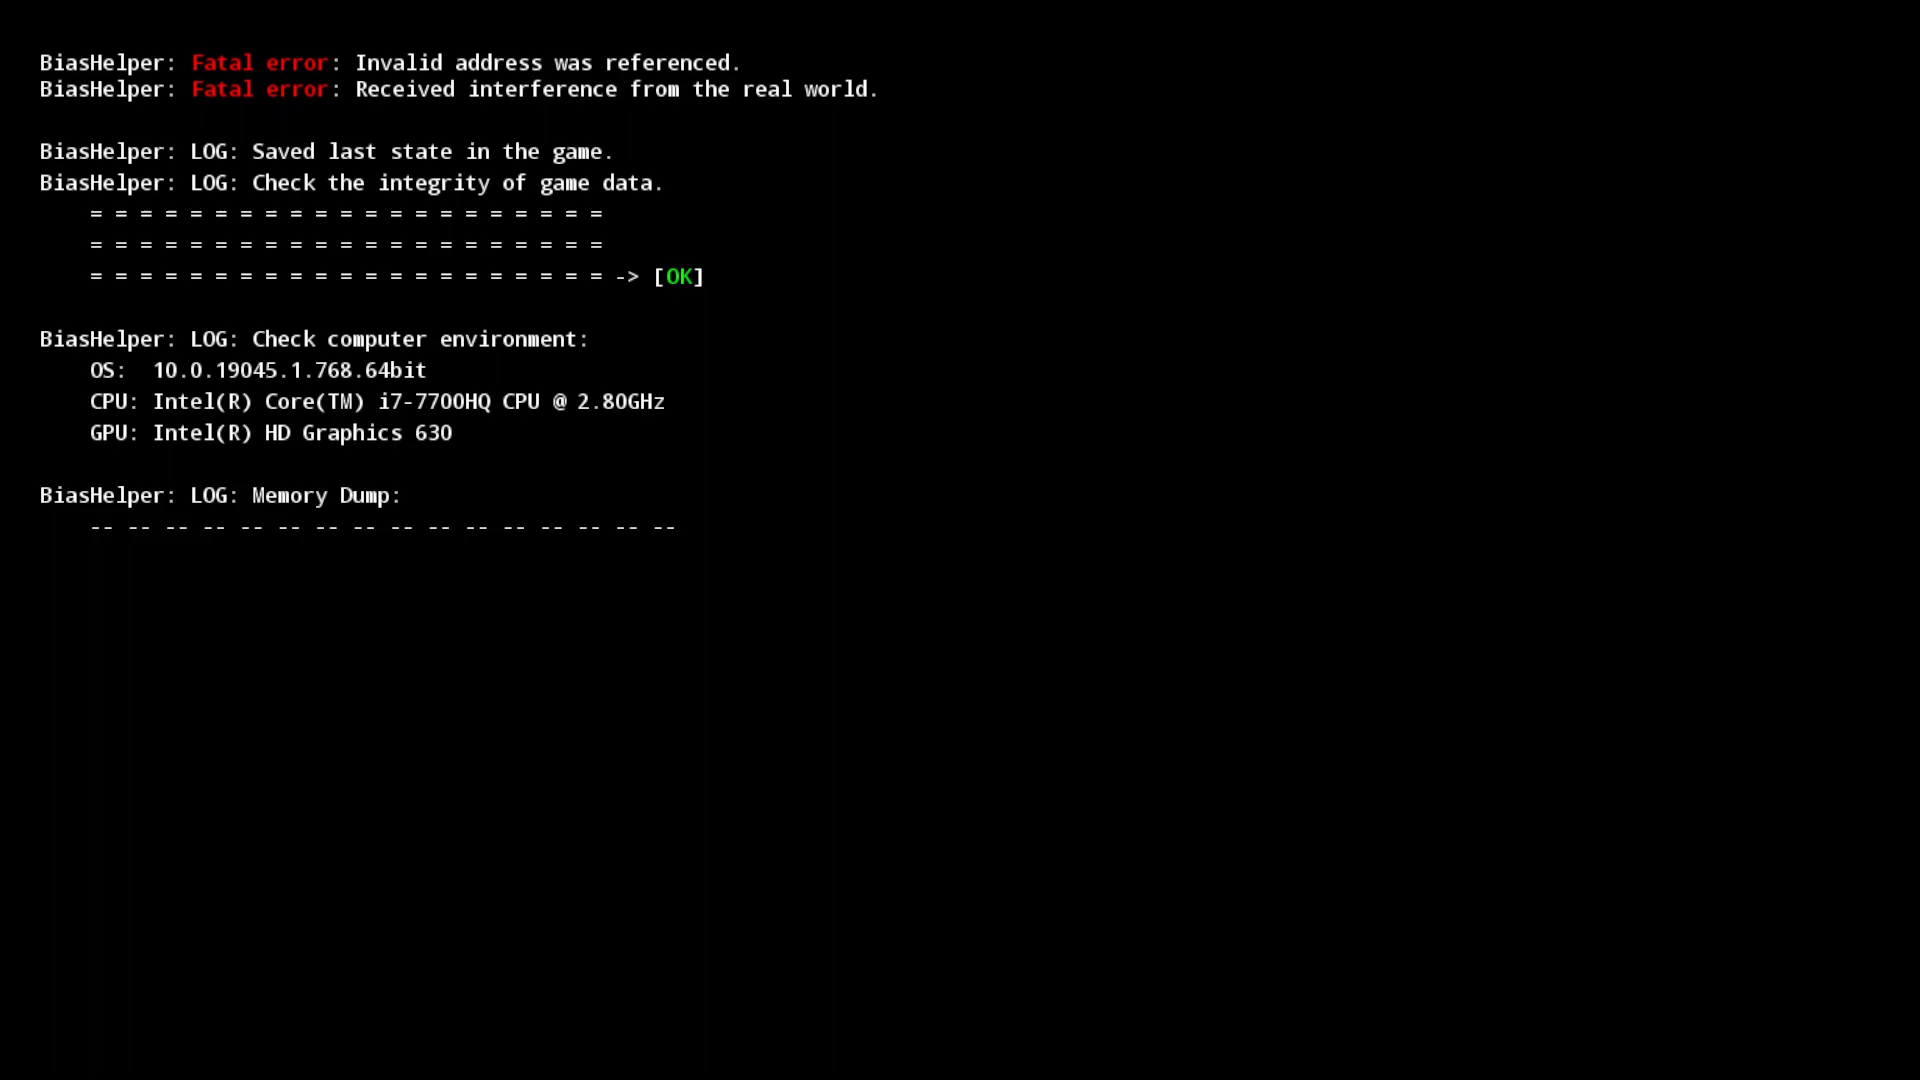 BiasHelper: Fatal error: Invalid address was referenced.
BiasHelper: Fatal error: Received interference from the real world.
BiasHelper: LOG: Saved last state in the game.
BiasHelper: LOG: Check the integrity of game data.
= = = = = = = = = = = = = = = = = = = = =
= = = = = = = = = = = = = = = = = = = = =
= = = = = = = = = = = = = = = = = = = = = -> [OK]
BiasHelper: LOG: Check computer environment:
OS:  10.0.19045.1.768.64bit
CPU: Intel(R) Core(TM) i7-7700HQ CPU @ 2.80GHz
GPU: Intel(R) HD Graphics 630
BiasHelper: LOG: Memory Dump:
-- -- -- -- -- -- -- -- -- -- -- -- -- -- -- --